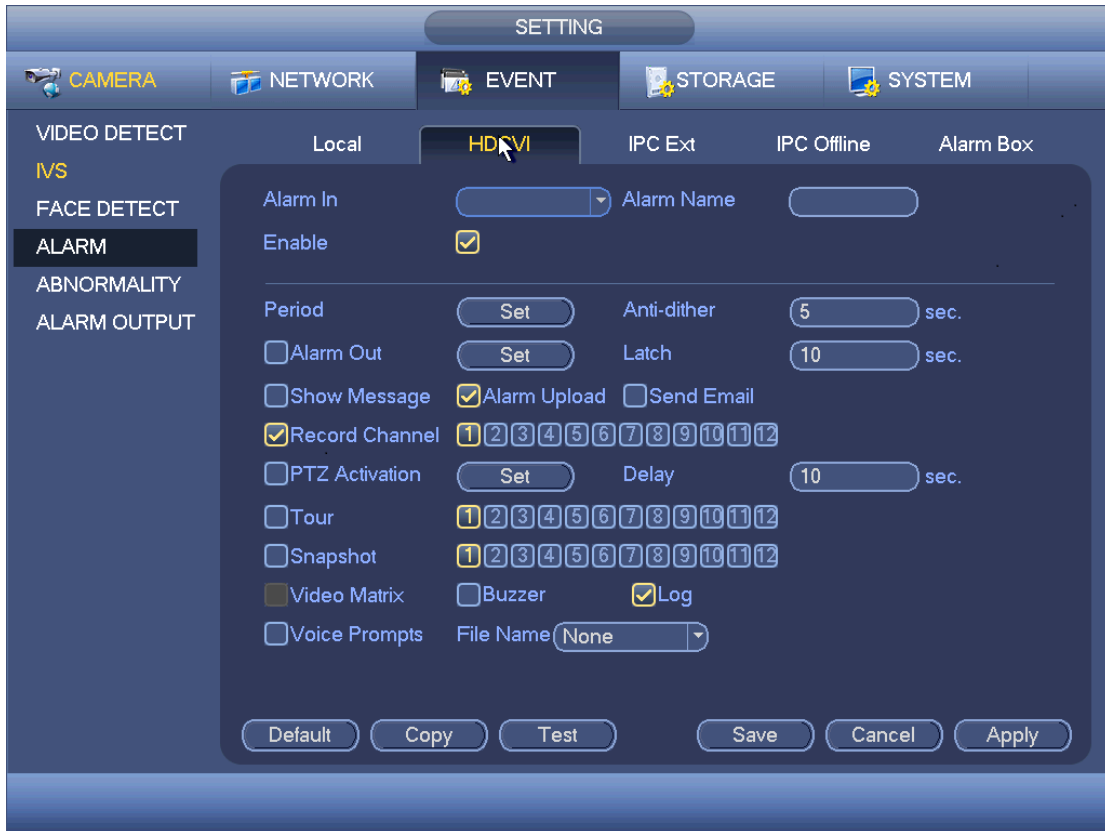 SETTING
CAMERA NETWORK EVENT STORAGE SYSTEM
VIDEO DETECT
IVS
FACE DETECT
ALARM
ABNORMALITY
ALARM OUTPUT
Local HDCVI IPC Ext IPC Offline Alarm Box
Alarm In Alarm Name
Enable
Period Set Anti-dither 5 sec.
Alarm Out Set Latch 10 sec.
Show Message Alarm Upload Send Email
Record Channel 1 2 3 4 5 6 7 8 9 10 11 12
PTZ Activation Set Delay 10 sec.
Tour 1 2 3 4 5 6 7 8 9 10 11 12
Snapshot 1 2 3 4 5 6 7 8 9 10 11 12
Video Matrix Buzzer Log
Voice Prompts File Name None
Default Copy Test Save Cancel Apply